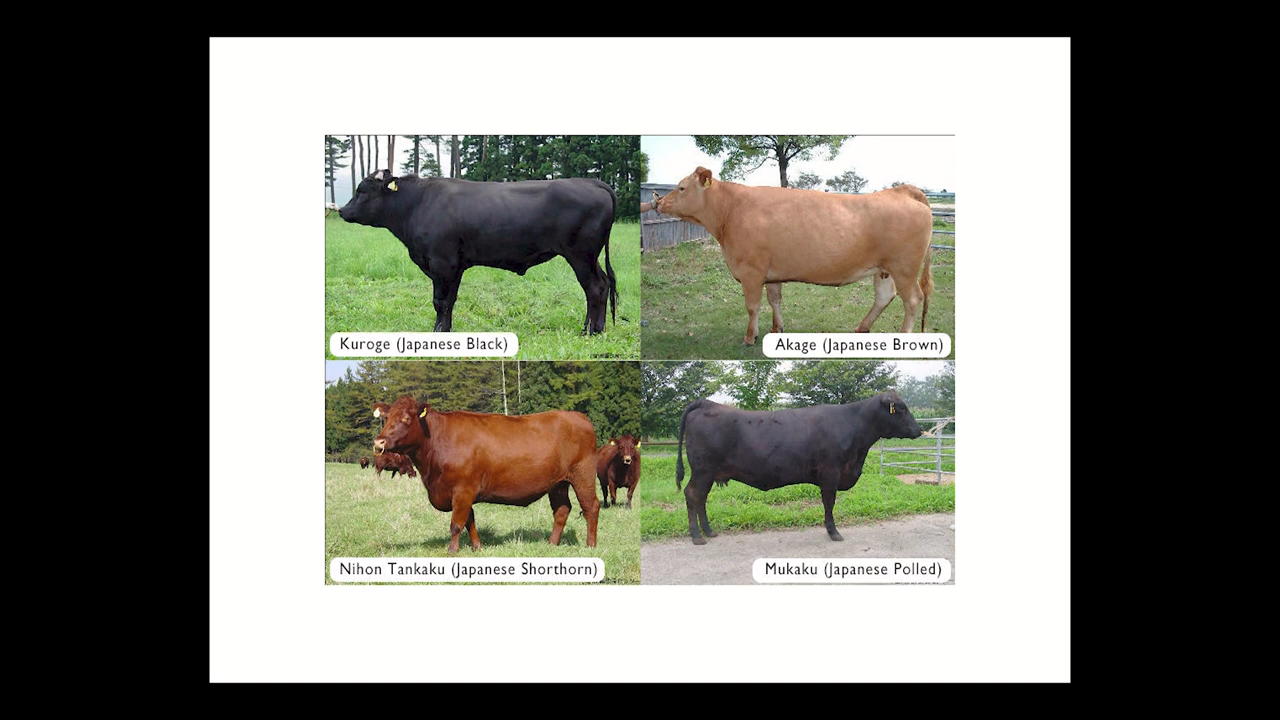 Kuroge (Japanese Black)
Akage (Japanese Brown)
Nihon Tankaku (Japanese Shorthorn)
Mukaku (Japanese Polled)